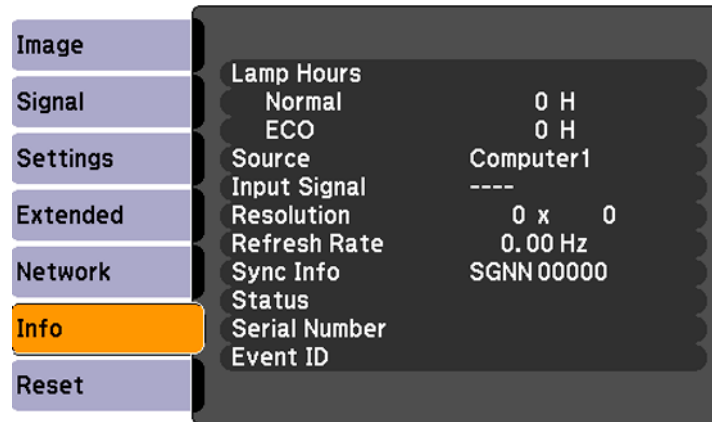 Image
Signal
Settings
Extended
Network
Info
Reset
Lamp Hours
Normal 0 H
ECO 0 H
Source Computer1
Input Signal ----
Resolution 0 x 0
Refresh Rate 0.00 Hz
Sync Info SGNN 00000
Status
Serial Number
Event ID